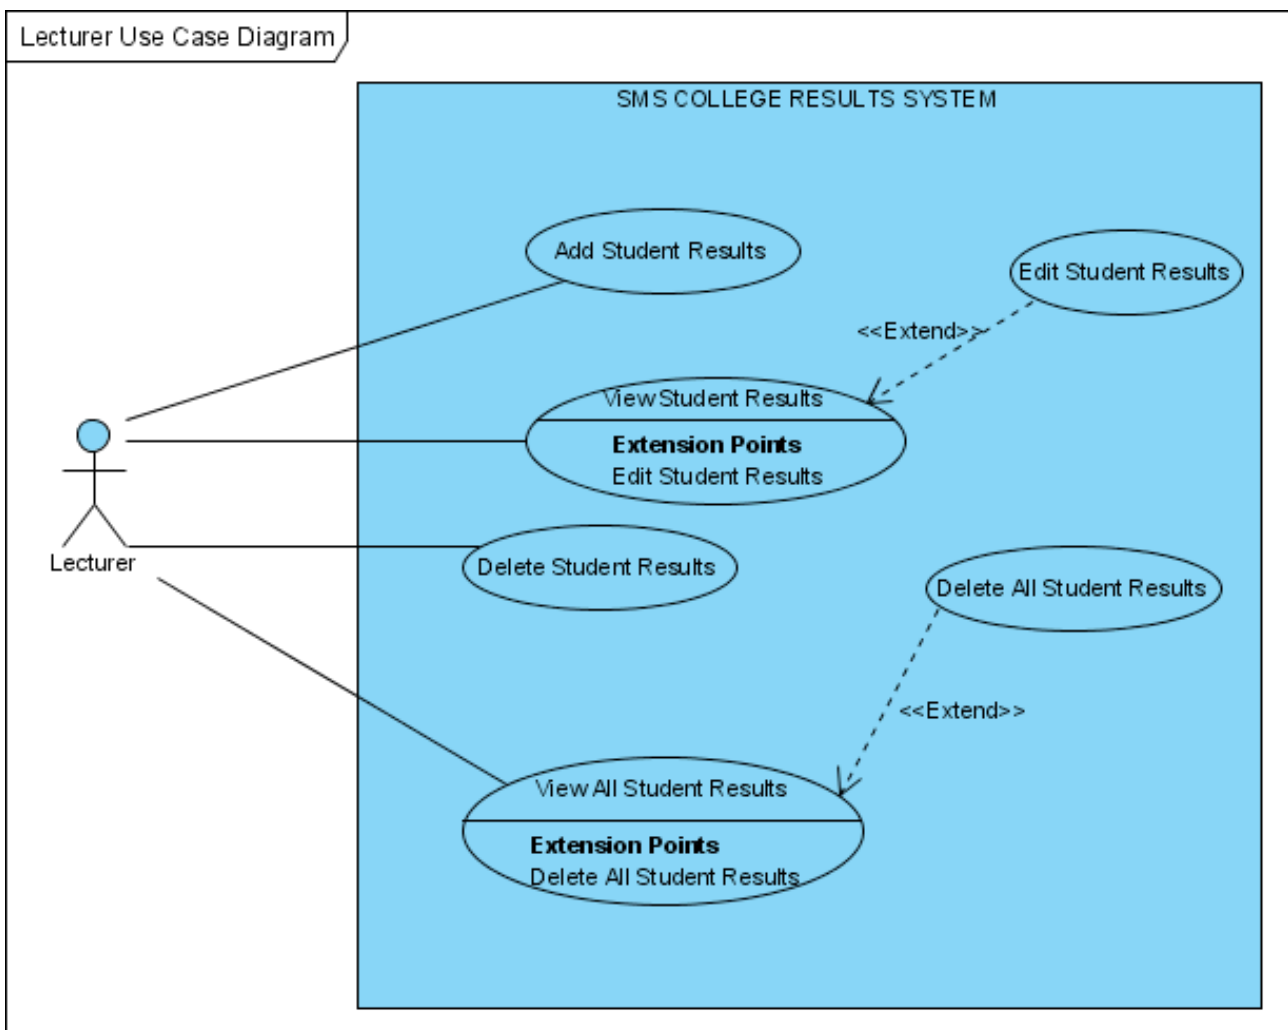 Lecturer Use Case Diagram
SMS COLLEGE RESULTS SYSTEM
Add Student Results
Edit Student Results
<<Extend>>
View Student Results
Extension Points
Edit Student Results
Lecturer
Delete Student Results
Delete All Student Results
<<Extend>>
View All Student Results
Extension Points
Delete All Student Results